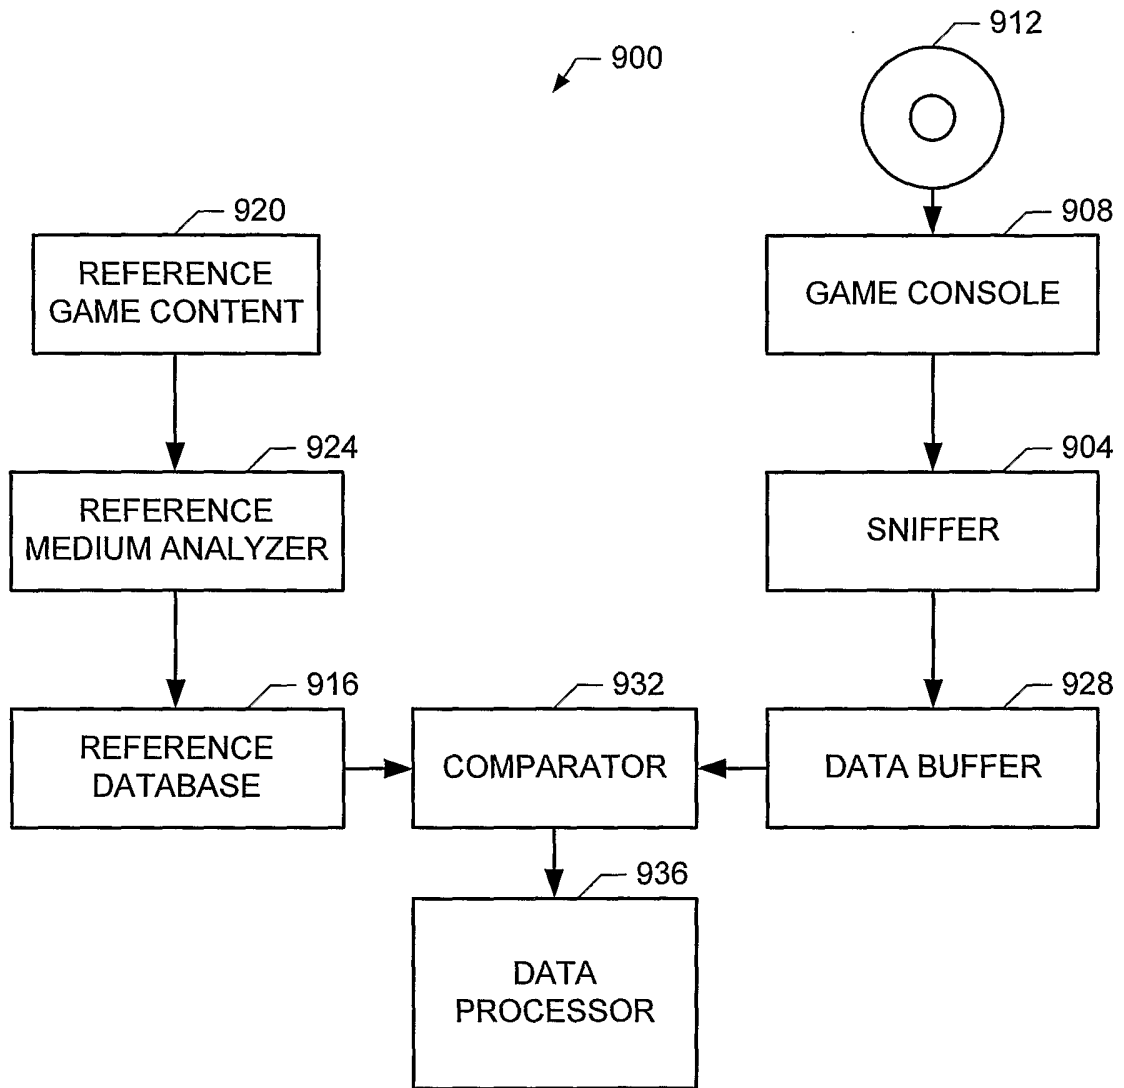 912
900
920
908
REFERENCE
GAME CONTENT
GAME CONSOLE
924
904
REFERENCE
MEDIUM ANALYZER
SNIFFER
916
932
928
REFERENCE
DATABASE
COMPARATOR
DATA BUFFER
936
DATA
PROCESSOR